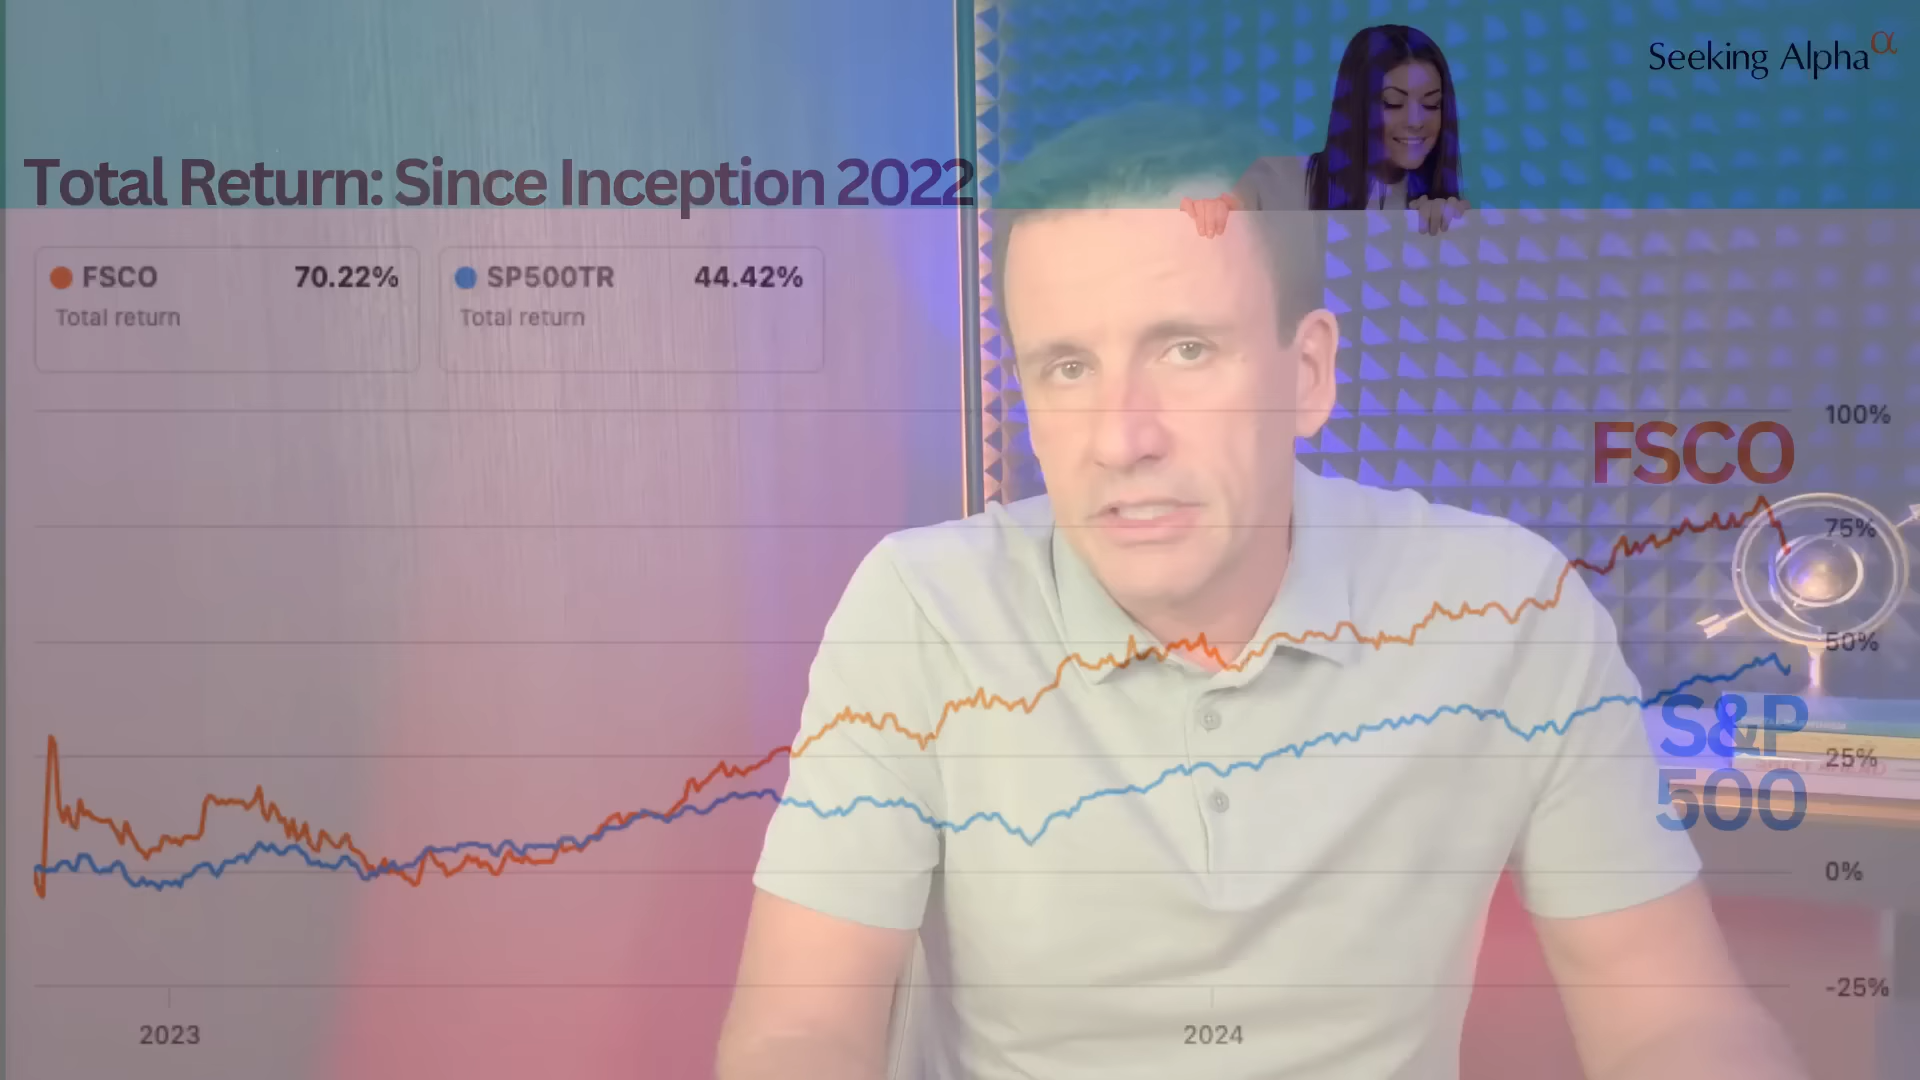 Seeking Alpha α
Total Return: Since Inception 2022
FSCO 70.22%
Total return
SP500TR 44.42%
Total return
100%
FSCO
75%
50%
S&P
500
25%
0%
-25%
2023
2024